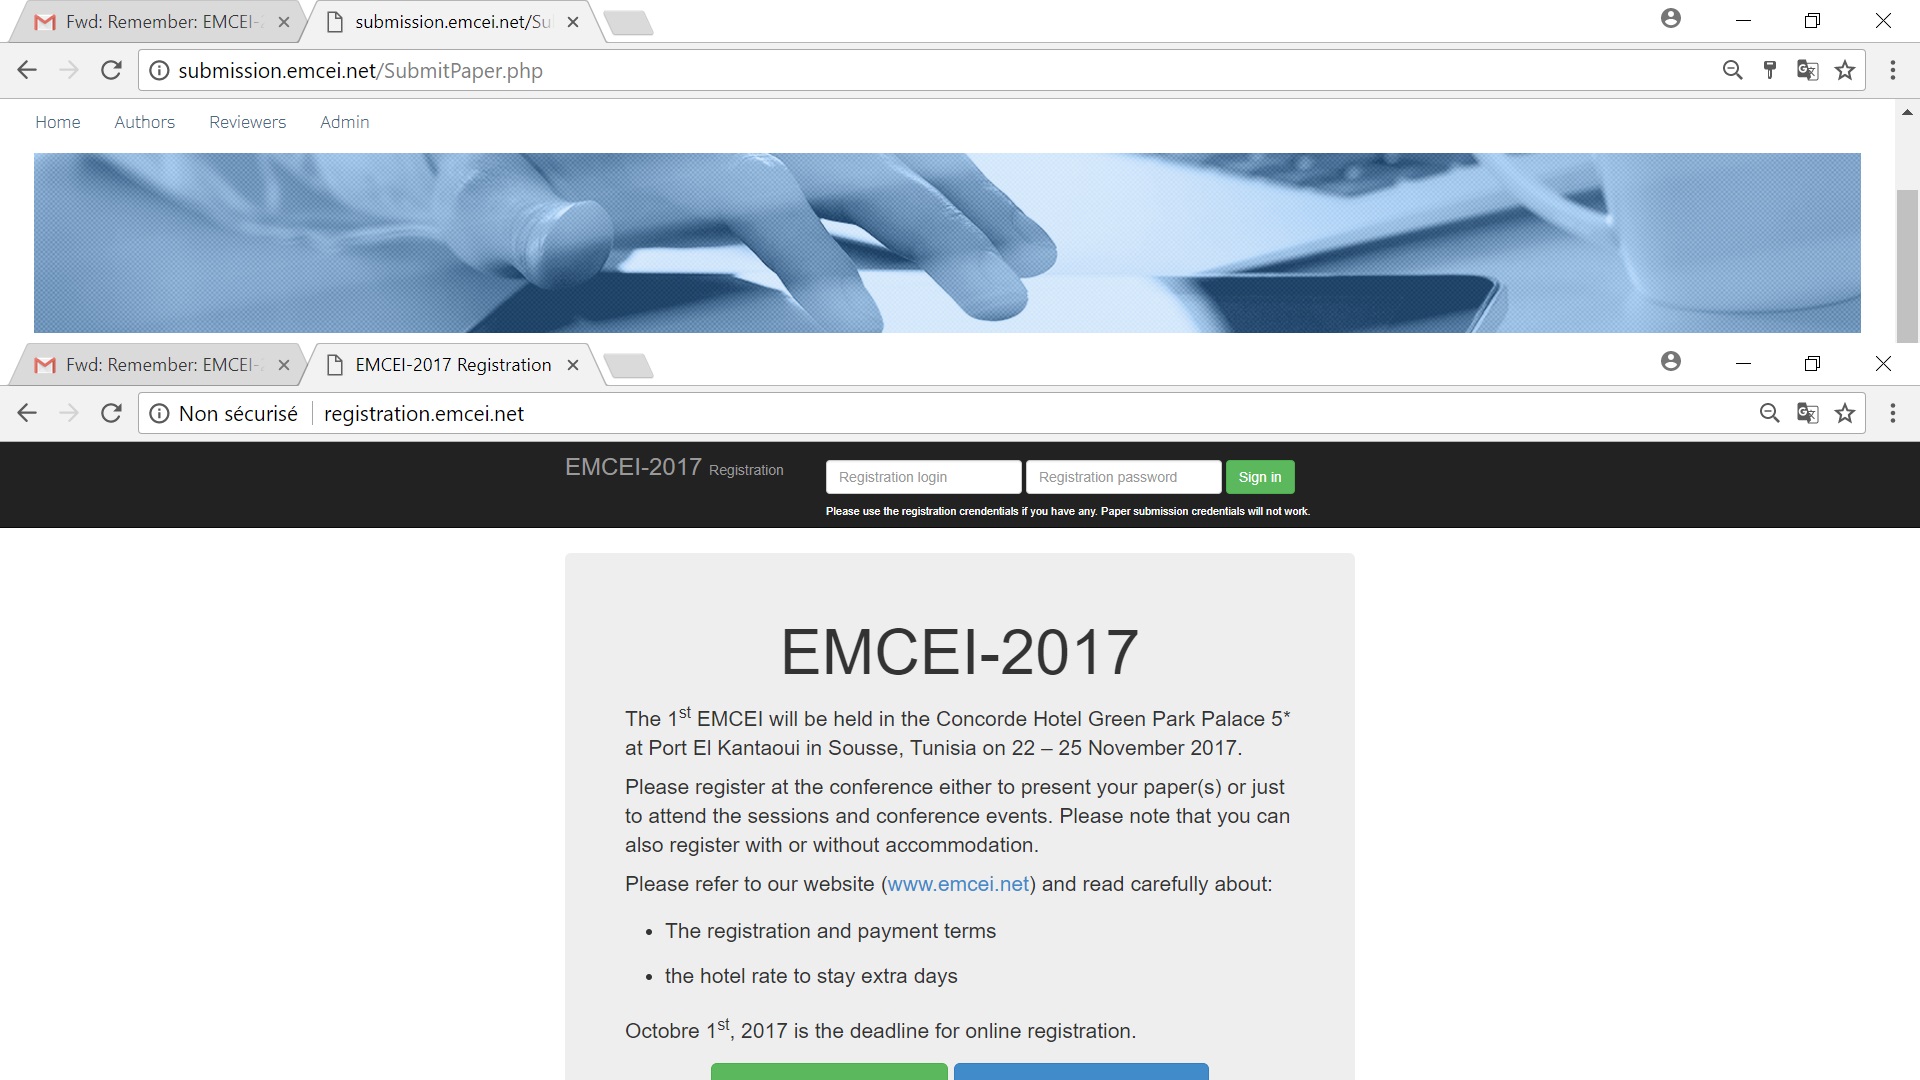 Fwd: Remember: EMCEI-2
submission.emcei.net/Su
submission.emcei.net/SubmitPaper.php
Home Authors Reviewers Admin
Fwd: Remember: EMCEI-2
EMCEI-2017 Registration
Non sécurisé registration.emcei.net
EMCEI-2017 Registration
Registration login
Registration password
Sign in
Please use the registration crendentials if you have any. Paper submission credentials will not work.
EMCEI-2017
The 1st EMCEI will be held in the Concorde Hotel Green Park Palace 5*
at Port El Kantaoui in Sousse, Tunisia on 22 – 25 November 2017.
Please register at the conference either to present your paper(s) or just
to attend the sessions and conference events. Please note that you can
also register with or without accommodation.
Please refer to our website (www.emcei.net) and read carefully about:
• The registration and payment terms
• the hotel rate to stay extra days
Octobre 1st, 2017 is the deadline for online registration.